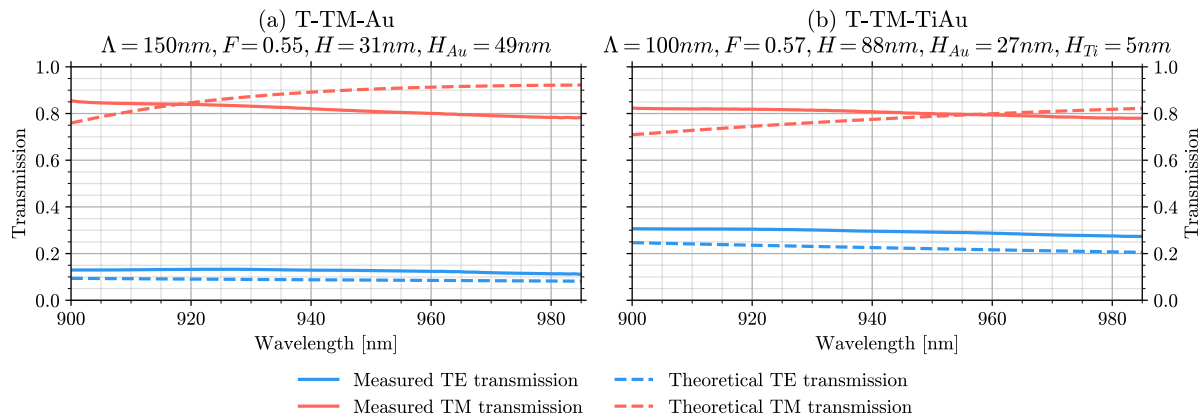 (a) T-TM-Au
Λ = 150nm, F = 0.55, H = 31nm, H_Au = 49nm
(b) T-TM-TiAu
Λ = 100nm, F = 0.57, H = 88nm, H_Au = 27nm, H_Ti = 5nm
1.0
0.8
0.6
0.4
0.2
0.0
Transmission
900 920 940 960 980
Wavelength [nm]
900 920 940 960 980
Wavelength [nm]
1.0
0.8
0.6
0.4
0.2
0.0
Transmission
Measured TE transmission
Measured TM transmission
Theoretical TE transmission
Theoretical TM transmission